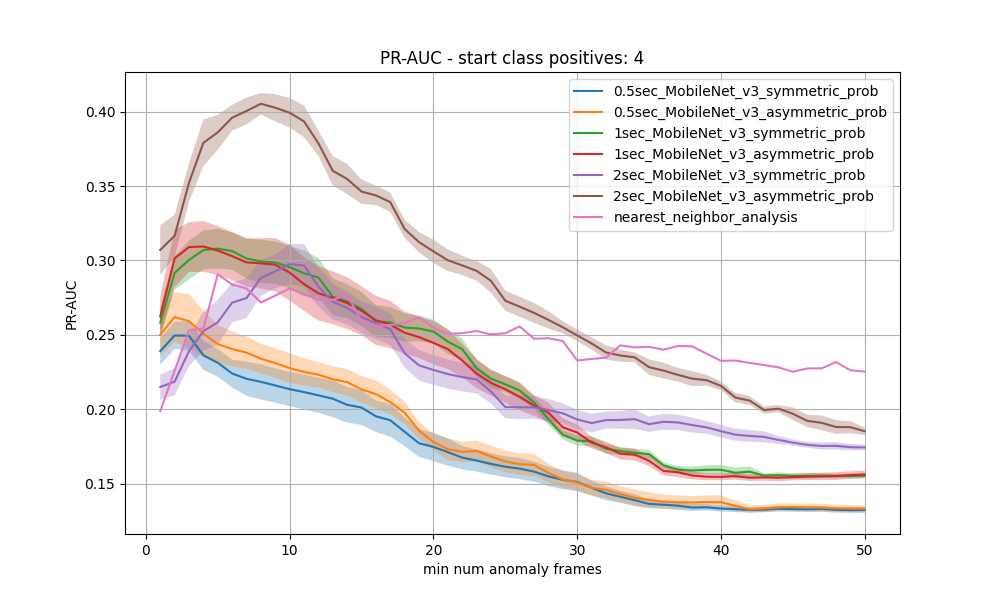 PR-AUC - start class positives: 4
0.5sec_MobileNet_v3_symmetric_prob
0.5sec_MobileNet_v3_asymmetric_prob
1sec_MobileNet_v3_symmetric_prob
1sec_MobileNet_v3_asymmetric_prob
2sec_MobileNet_v3_symmetric_prob
2sec_MobileNet_v3_asymmetric_prob
nearest_neighbor_analysis
PR-AUC
0.40
0.35
0.30
0.25
0.20
0.15
0 10 20 30 40 50
min num anomaly frames